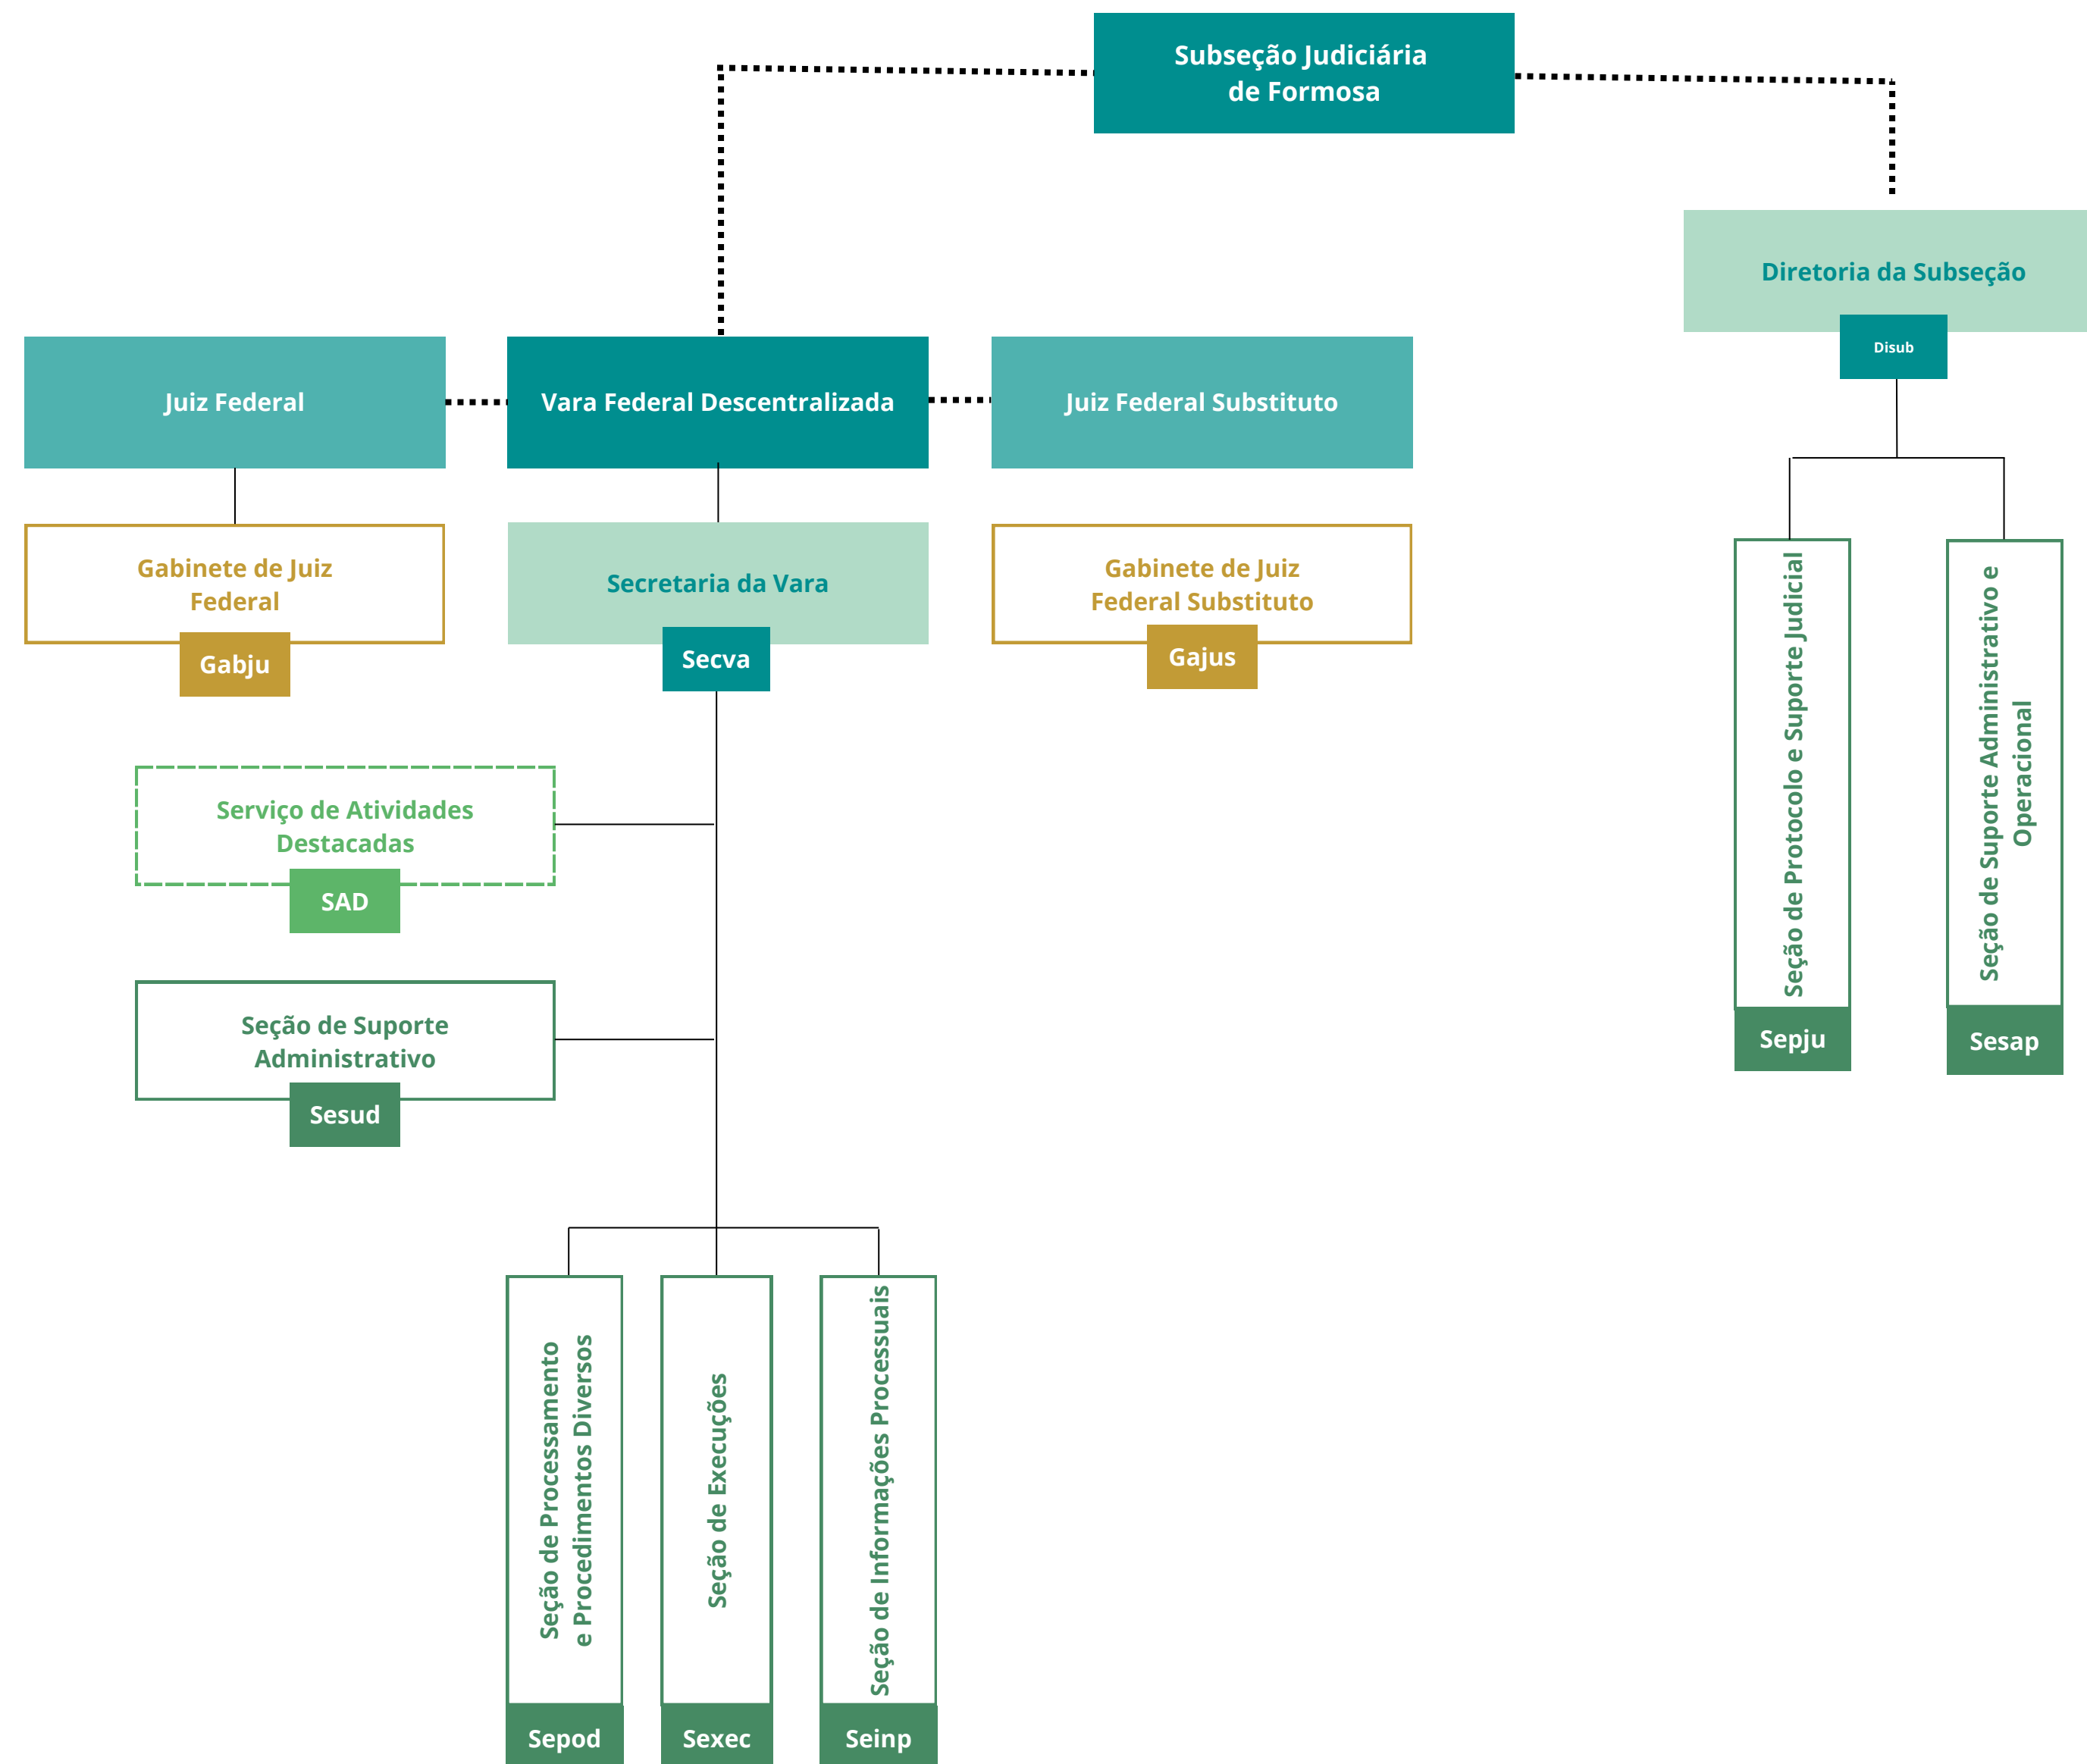 Subseção Judiciária
de Formosa
Diretoria da Subseção
Disub
Juiz Federal
Vara Federal Descentralizada
Juiz Federal Substituto
Gabinete de Juiz
Federal
Gabju
Secretaria da Vara
Secva
Gabinete de Juiz
Federal Substituto
Gajus
Seção de Protocolo e Suporte Judicial
Sepju
Seção de Suporte Administrativo e
Operacional
Sesap
Serviço de Atividades
Destacadas
SAD
Seção de Suporte
Administrativo
Sesud
Seção de Processamento
e Procedimentos Diversos
Sepod
Seção de Execuções
Sexec
Seção de Informações Processuais
Seinp